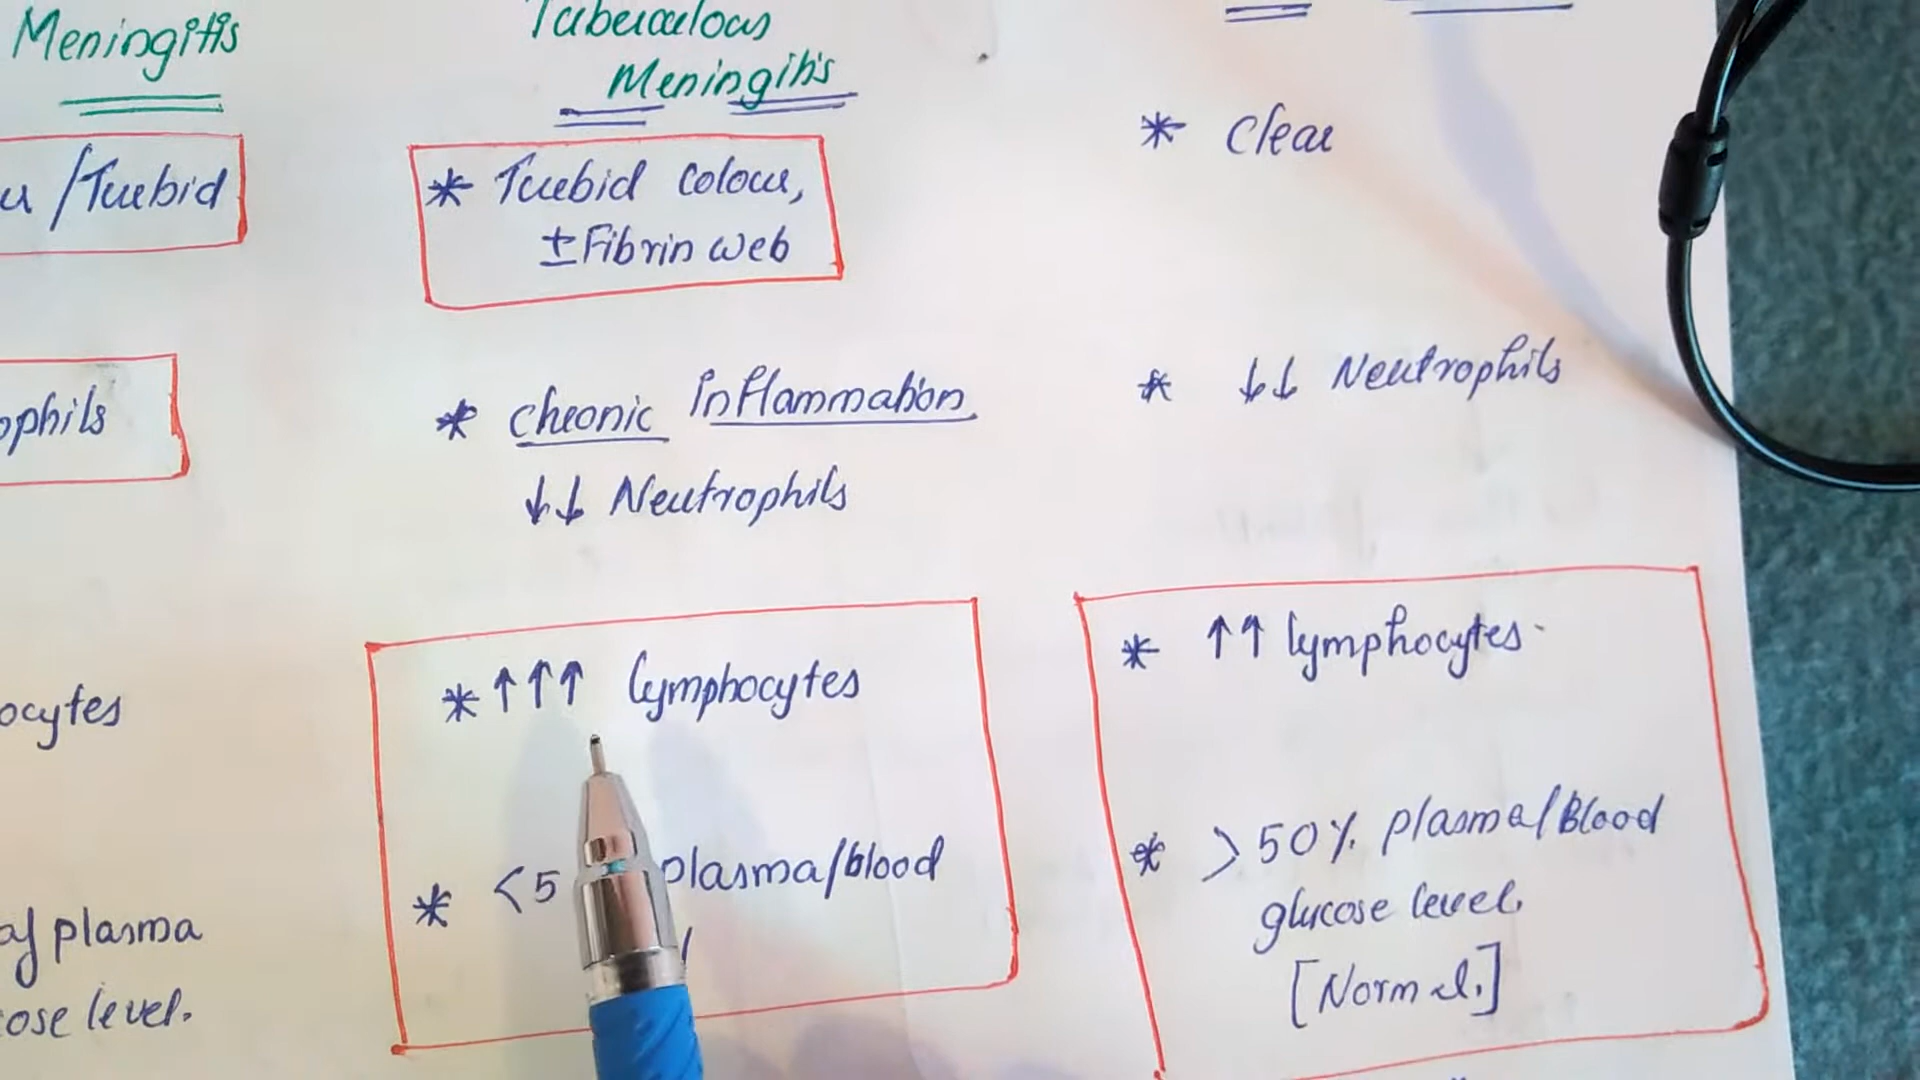 Meningitis
Tuberculous
Meningitis
/Turbid
* Turbid colour,
± Fibrin web
* Clear
ophils
* chronic Inflammation
↓↓ Neutrophils
* ↓↓ Neutrophils
ocytes
* ↑↑↑ lymphocytes
* <5 plasma/blood
* ↑↑ lymphocytes
* >50% plasma/Blood
glucose level.
[Normal.]
of plasma
ose level.